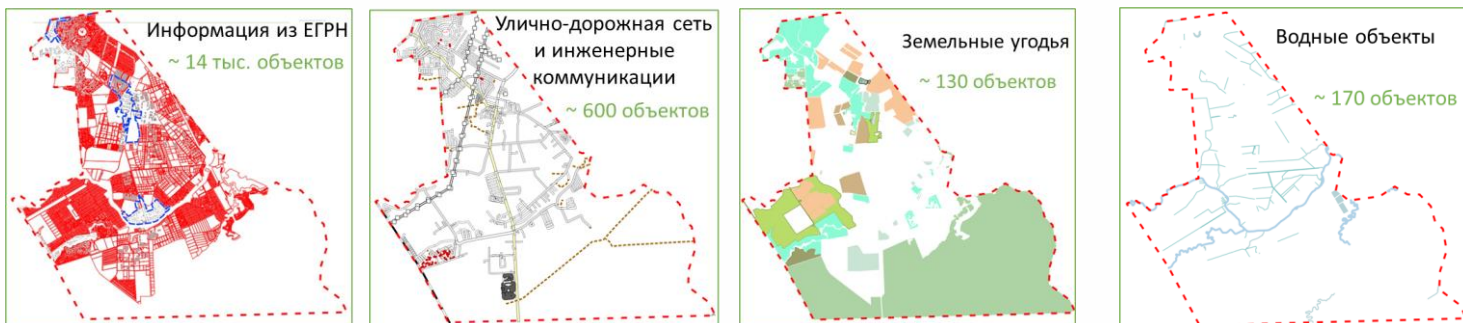 Информация из ЕГРН
~ 14 тыс. объектов
Улично-дорожная сеть
и инженерные
коммуникации
~ 600 объектов
Земельные угодья
~ 130 объектов
Водные объекты
~ 170 объектов